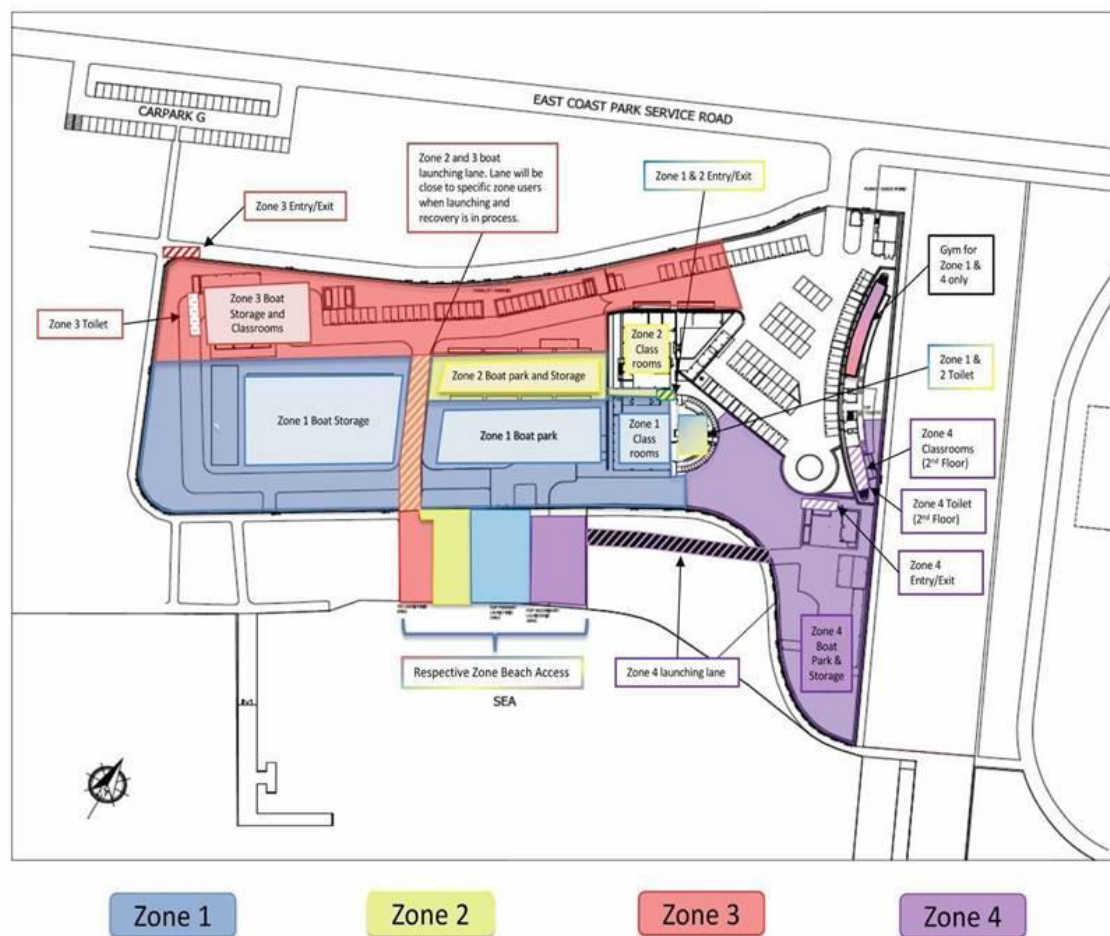 EAST COAST PARK SERVICE ROAD
CARPARK G
Zone 2 and 3 boat
launching lane. Lane will
be close to specific zone users
when launching and
recovery is in process.
Zone 1 & 2 Entry/Exit
Zone 3 Entry/Exit
Gym for
Zone 1 &
4 only
Zone 3 Toilet
Zone 3 Boat
Storage and
Classrooms
Zone 2
Class
rooms
Zone 1 &
2 Toilet
Zone 2 Boat park and Storage
Zone 1 Boat Storage
Zone 1 Boat park
Zone 1
Class
rooms
Zone 4
Classrooms
(2nd Floor)
Zone 4 Toilet
(2nd Floor)
Zone 4
Entry/Exit
Zone 4
Boat
Park &
Storage
Respective Zone Beach Access
Zone 4 launching lane
SEA
Zone 1
Zone 2
Zone 3
Zone 4